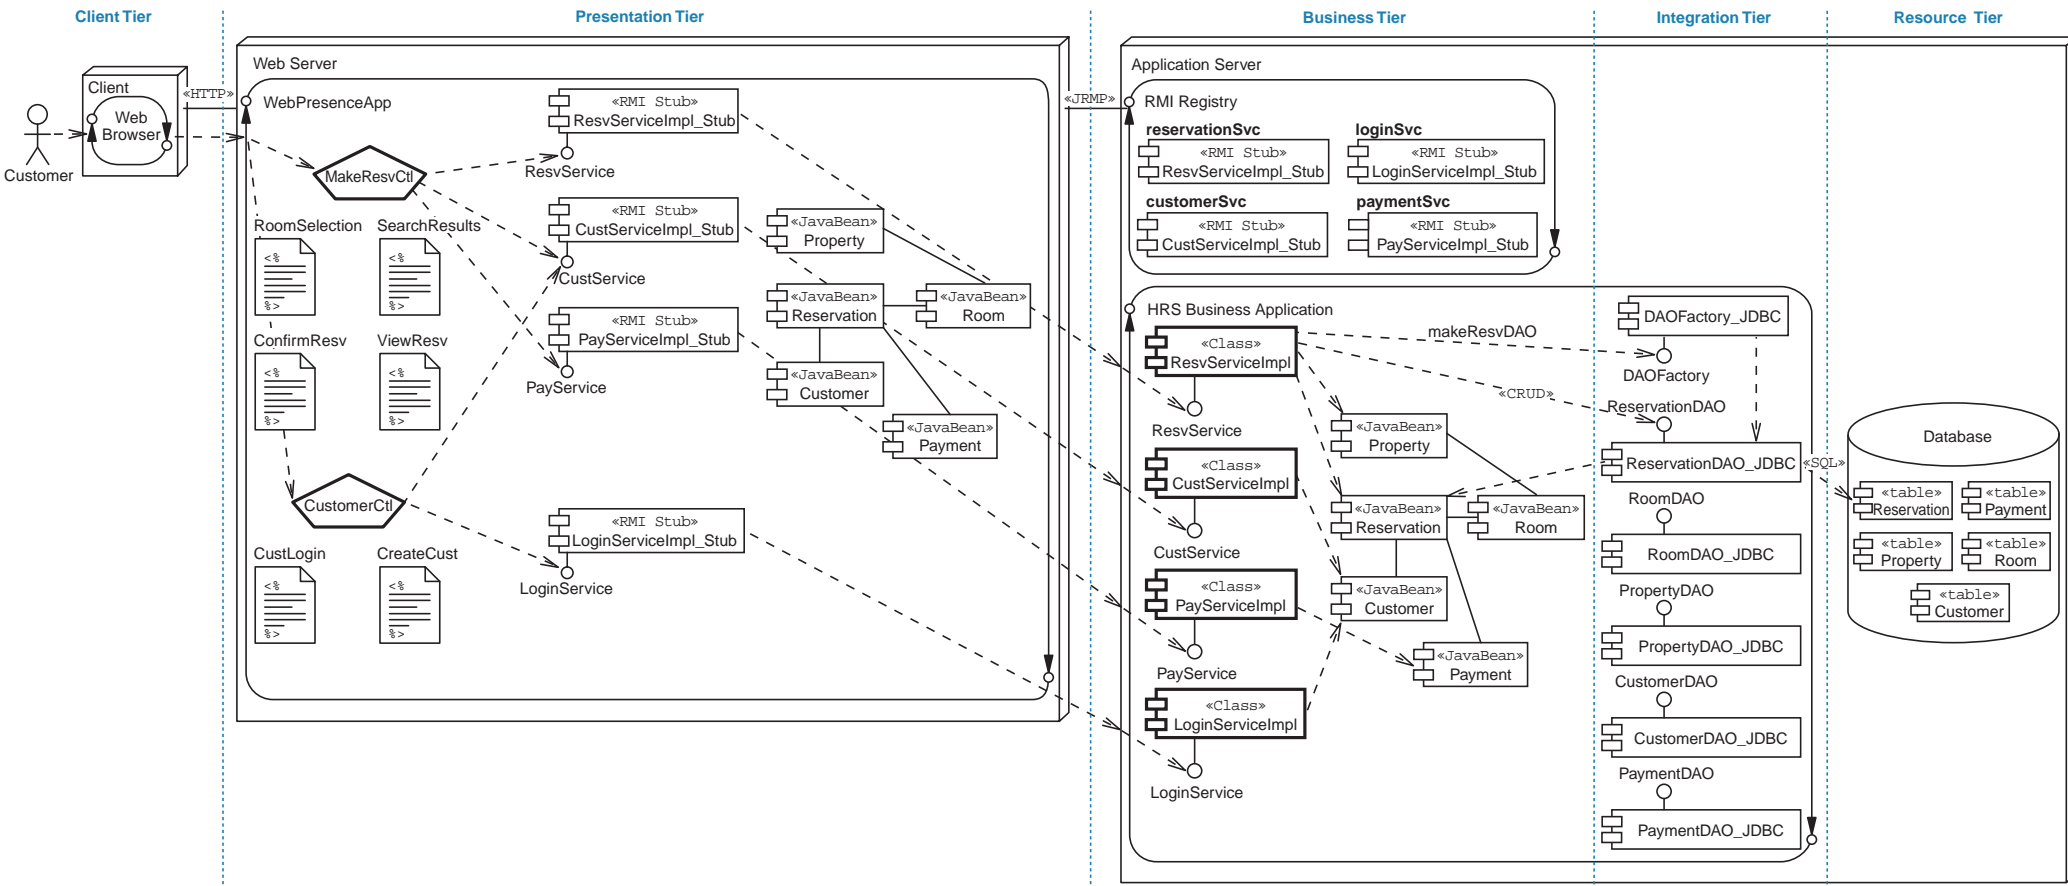 Client Tier
Presentation Tier
Business Tier
Integration Tier
Resource Tier
Customer
Client
Web
Browser
«HTTP»
Web Server
WebPresenceApp
MakeResvCtl
RoomSelection
<%
%>
SearchResults
<%
%>
ConfirmResv
<%
%>
ViewResv
<%
%>
CustomerCtl
CustLogin
<%
%>
CreateCust
<%
%>
«RMI Stub»
ResvServiceImpl_Stub
ResvService
«RMI Stub»
CustServiceImpl_Stub
CustService
«RMI Stub»
PayServiceImpl_Stub
PayService
«RMI Stub»
LoginServiceImpl_Stub
LoginService
«JavaBean»
Property
«JavaBean»
Reservation
«JavaBean»
Room
«JavaBean»
Customer
«JavaBean»
Payment
«JRMP»
Application Server
RMI Registry
reservationSvc
«RMI Stub»
ResvServiceImpl_Stub
loginSvc
«RMI Stub»
LoginServiceImpl_Stub
customerSvc
«RMI Stub»
CustServiceImpl_Stub
paymentSvc
«RMI Stub»
PayServiceImpl_Stub
HRS Business Application
«Class»
ResvServiceImpl
ResvService
«Class»
CustServiceImpl
CustService
«Class»
PayServiceImpl
PayService
«Class»
LoginServiceImpl
LoginService
makeResvDAO
«CRUD»
«JavaBean»
Property
«JavaBean»
Reservation
«JavaBean»
Room
«JavaBean»
Customer
«JavaBean»
Payment
DAOFactory_JDBC
DAOFactory
ReservationDAO
ReservationDAO_JDBC
RoomDAO
RoomDAO_JDBC
PropertyDAO
PropertyDAO_JDBC
CustomerDAO
CustomerDAO_JDBC
PaymentDAO
PaymentDAO_JDBC
«SQL»
Database
«table»
Reservation
«table»
Payment
«table»
Property
«table»
Room
«table»
Customer